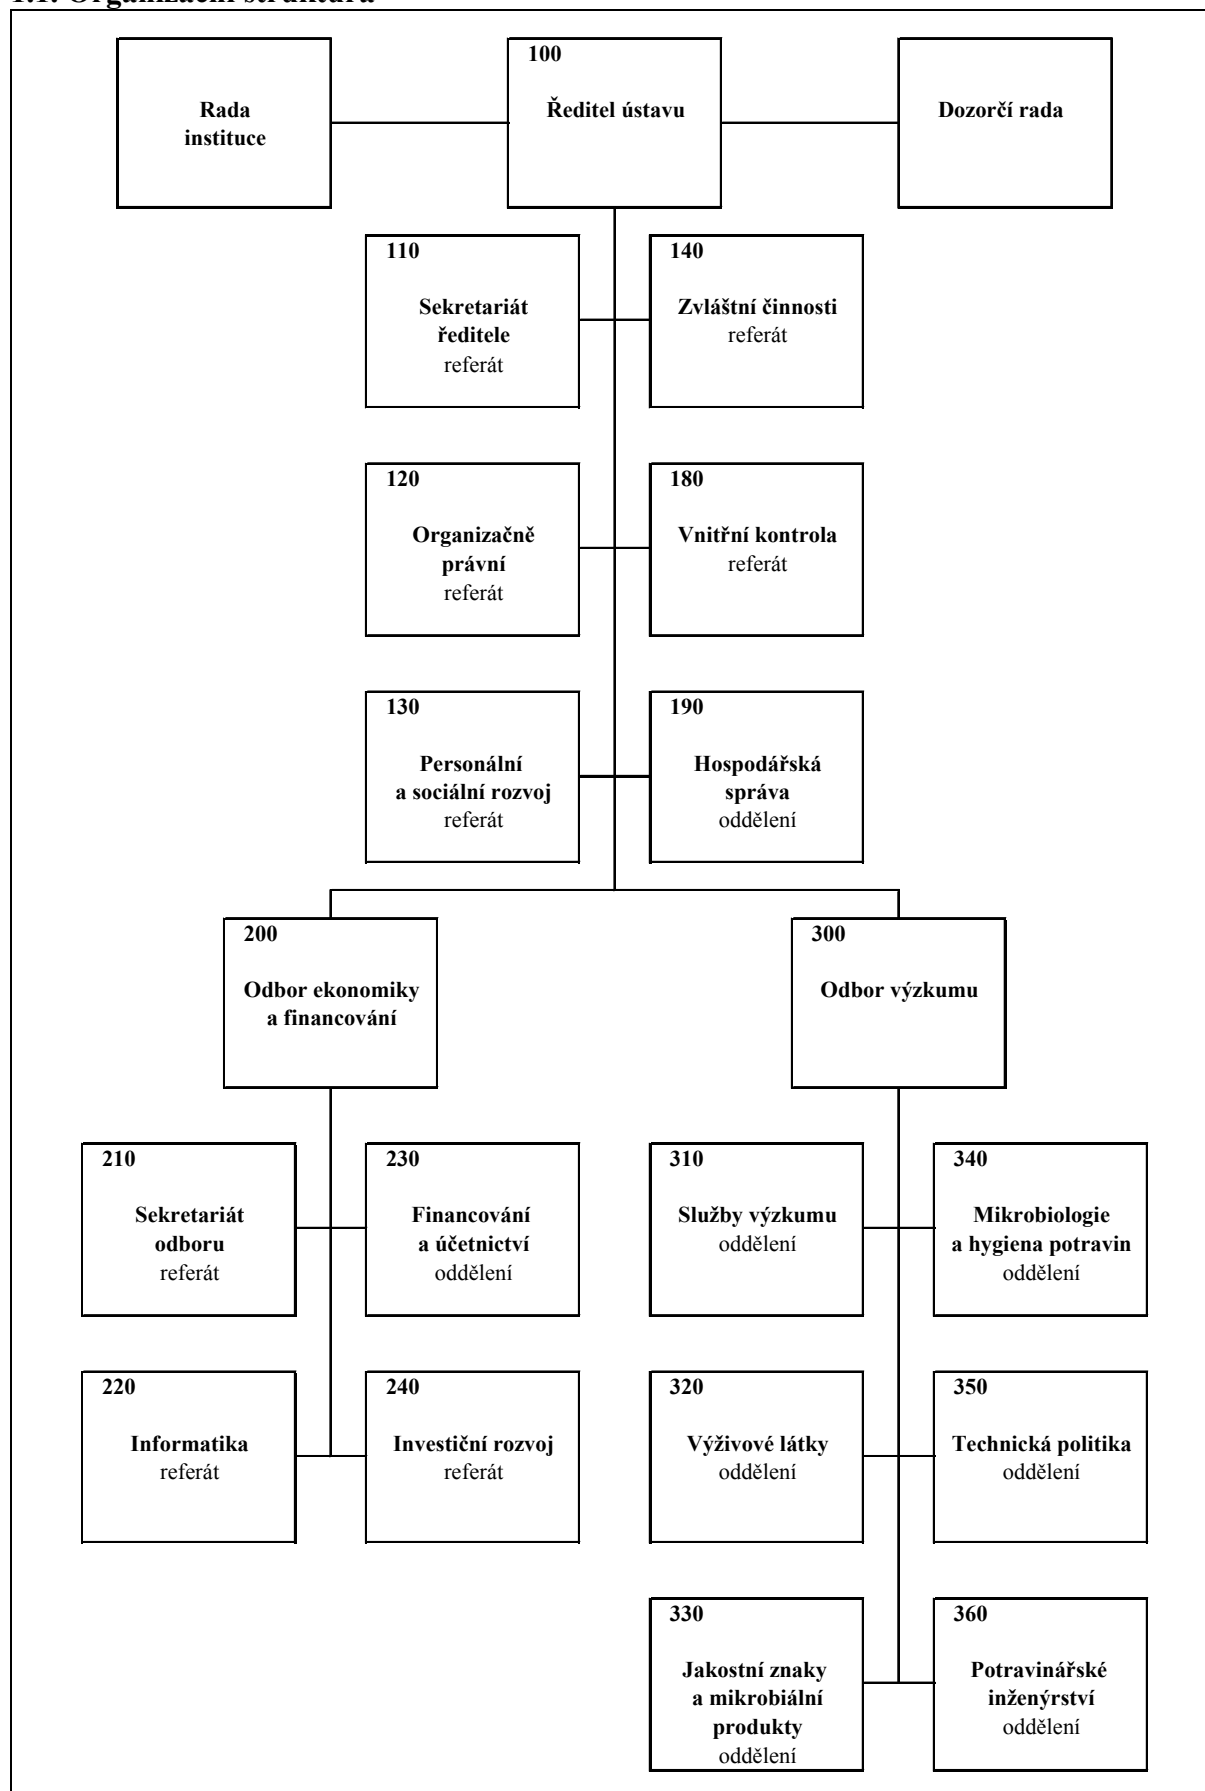 1.1. Organizační struktura
Rada
instituce
100
Ředitel ústavu
Dozorčí rada
110
Sekretariát
ředitele
referát
140
Zvláštní činnosti
referát
120
Organizačně
právní
referát
180
Vnitřní kontrola
referát
130
Personální
a sociální rozvoj
referát
190
Hospodářská
správa
oddělení
200
Odbor ekonomiky
a financování
300
Odbor výzkumu
210
Sekretariát
odboru
referát
230
Financování
a účetnictví
oddělení
310
Služby výzkumu
oddělení
340
Mikrobiologie
a hygiena potravin
oddělení
220
Informatika
referát
240
Investiční rozvoj
referát
320
Výživové látky
oddělení
350
Technická politika
oddělení
330
Jakostní znaky
a mikrobiální
produkty
oddělení
360
Potravinářské
inženýrství
oddělení